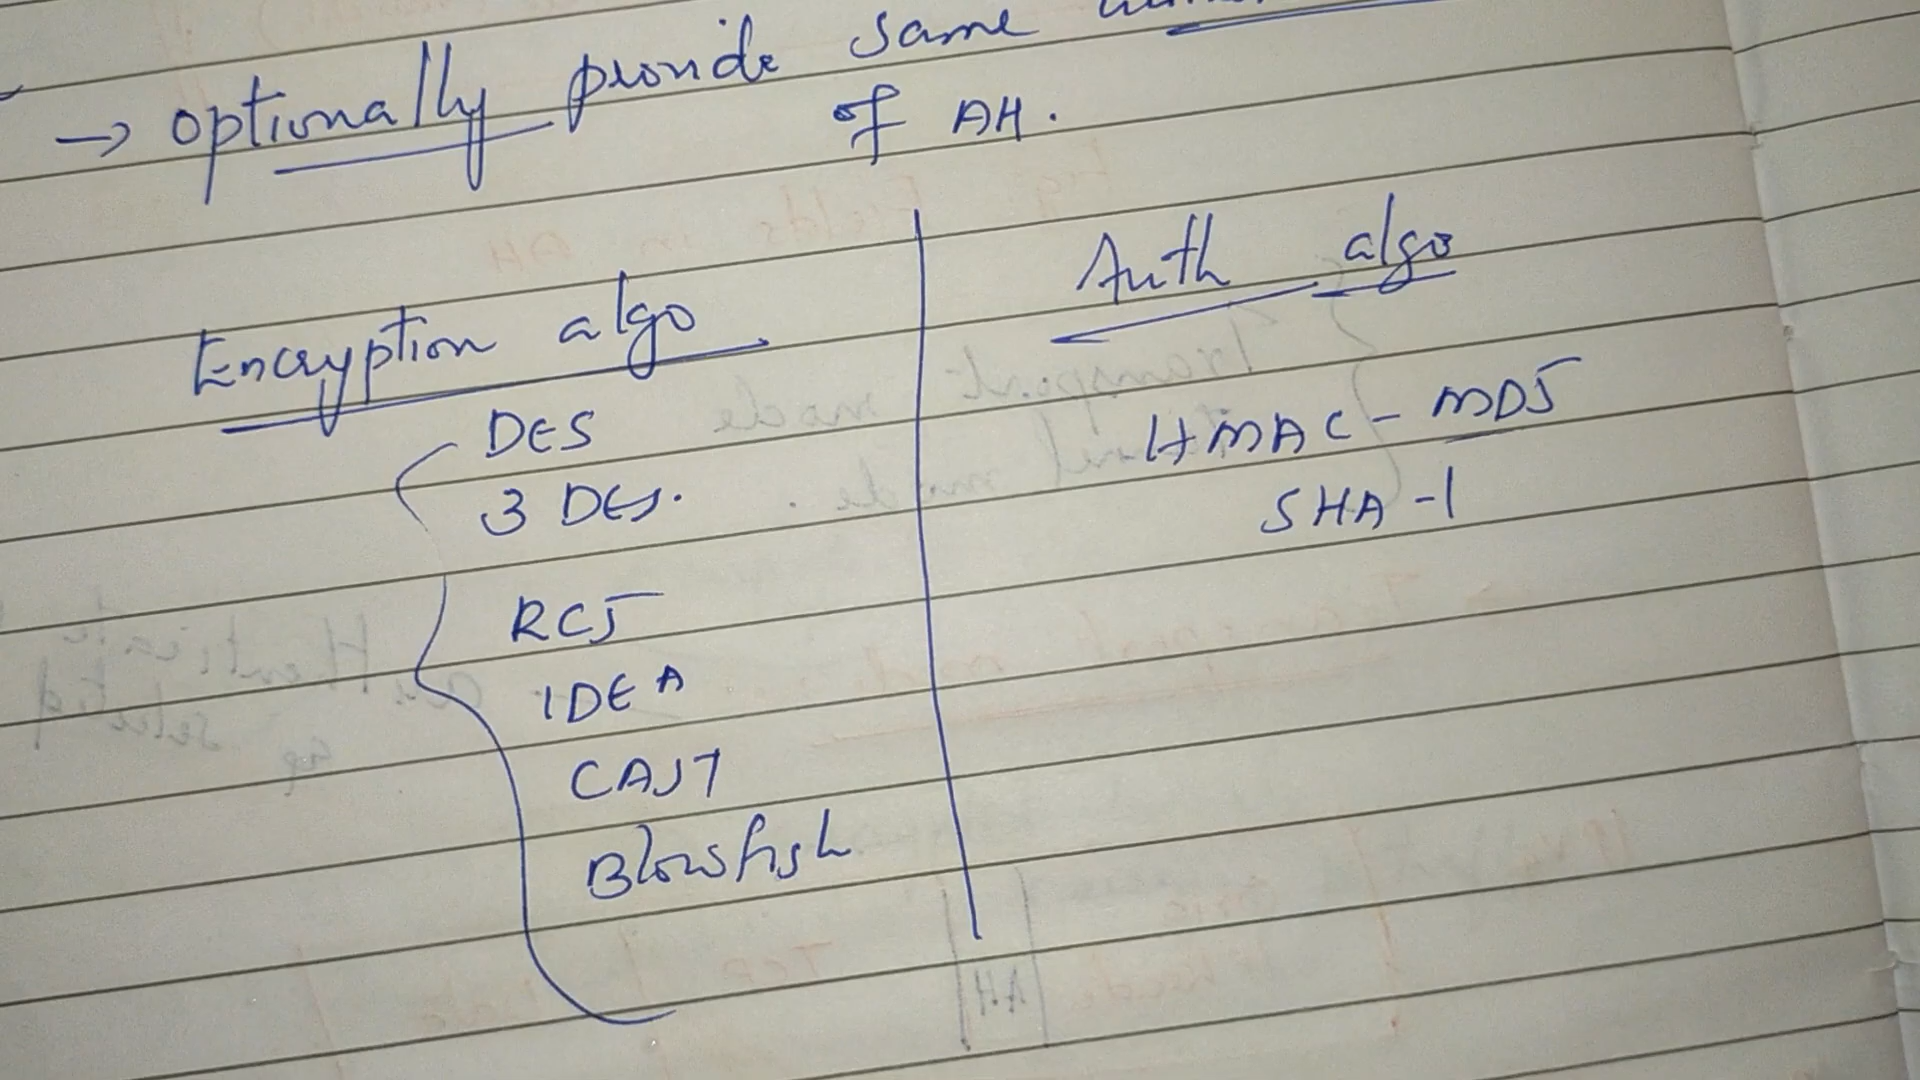 → optionally provide same
of AH.
Encryption algo
DES
3 DES.
RC5
IDEA
CAST
Blowfish
Auth algo
HMAC - MD5
SHA-1